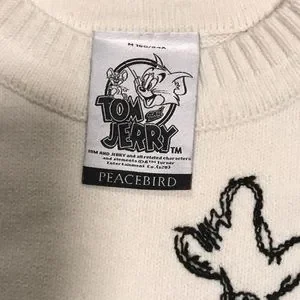 M 160/84A
TOM AND
JERRY TM
TOM AND JERRY and all related characters
and elements ©&™ Turner
Entertainment Co.(s20)
PEACEBIRD